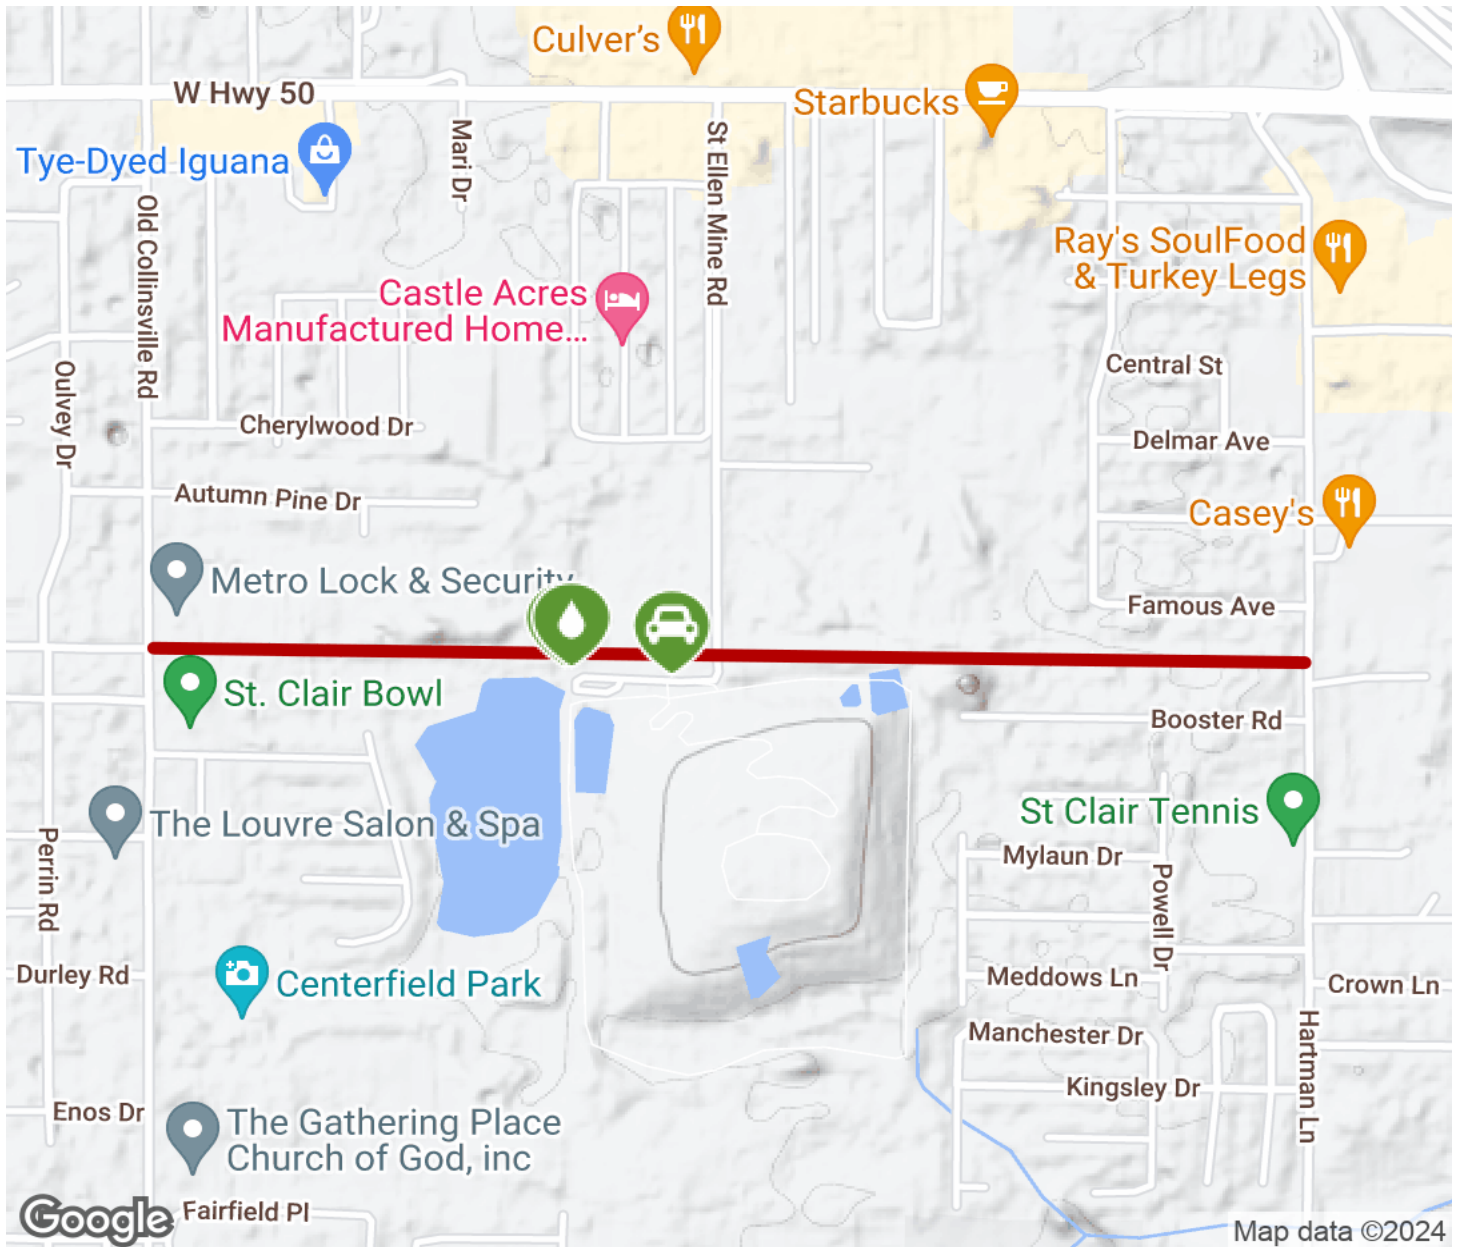 Culver's
W Hwy 50
Starbucks
Tye-Dyed Iguana
Mari Dr
St Ellen Mine Rd
Old Collinsville Rd
Ray's SoulFood
& Turkey Legs
Castle Acres
Manufactured Home...
Oulvey Dr
Central St
Cherylwood Dr
Delmar Ave
Autumn Pine Dr
Casey's
Metro Lock & Security
Famous Ave
St. Clair Bowl
Booster Rd
St Clair Tennis
The Louvre Salon & Spa
Perrin Rd
Mylaun Dr
Powell Dr
Durley Rd
Centerfield Park
Meddows Ln
Crown Ln
Manchester Dr
Hartman Ln
Kingsley Dr
Enos Dr
The Gathering Place
Church of God, inc
Fairfield Pl
Google
Map data ©2024